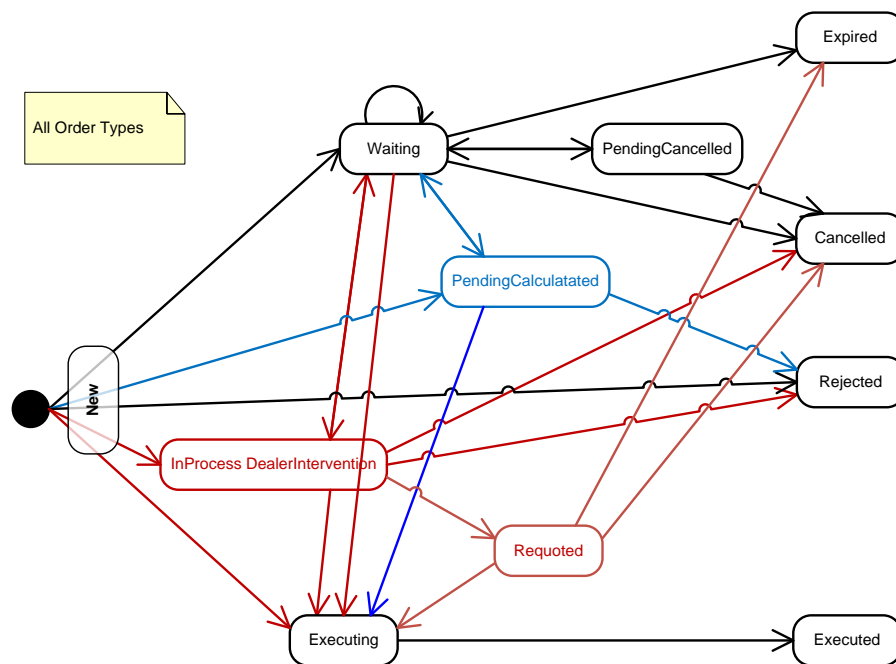 Expired
All Order Types
Waiting
PendingCancelled
Cancelled
PendingCalculatated
Rejected
New
InProcess DealerIntervention
Requoted
Executing
Executed